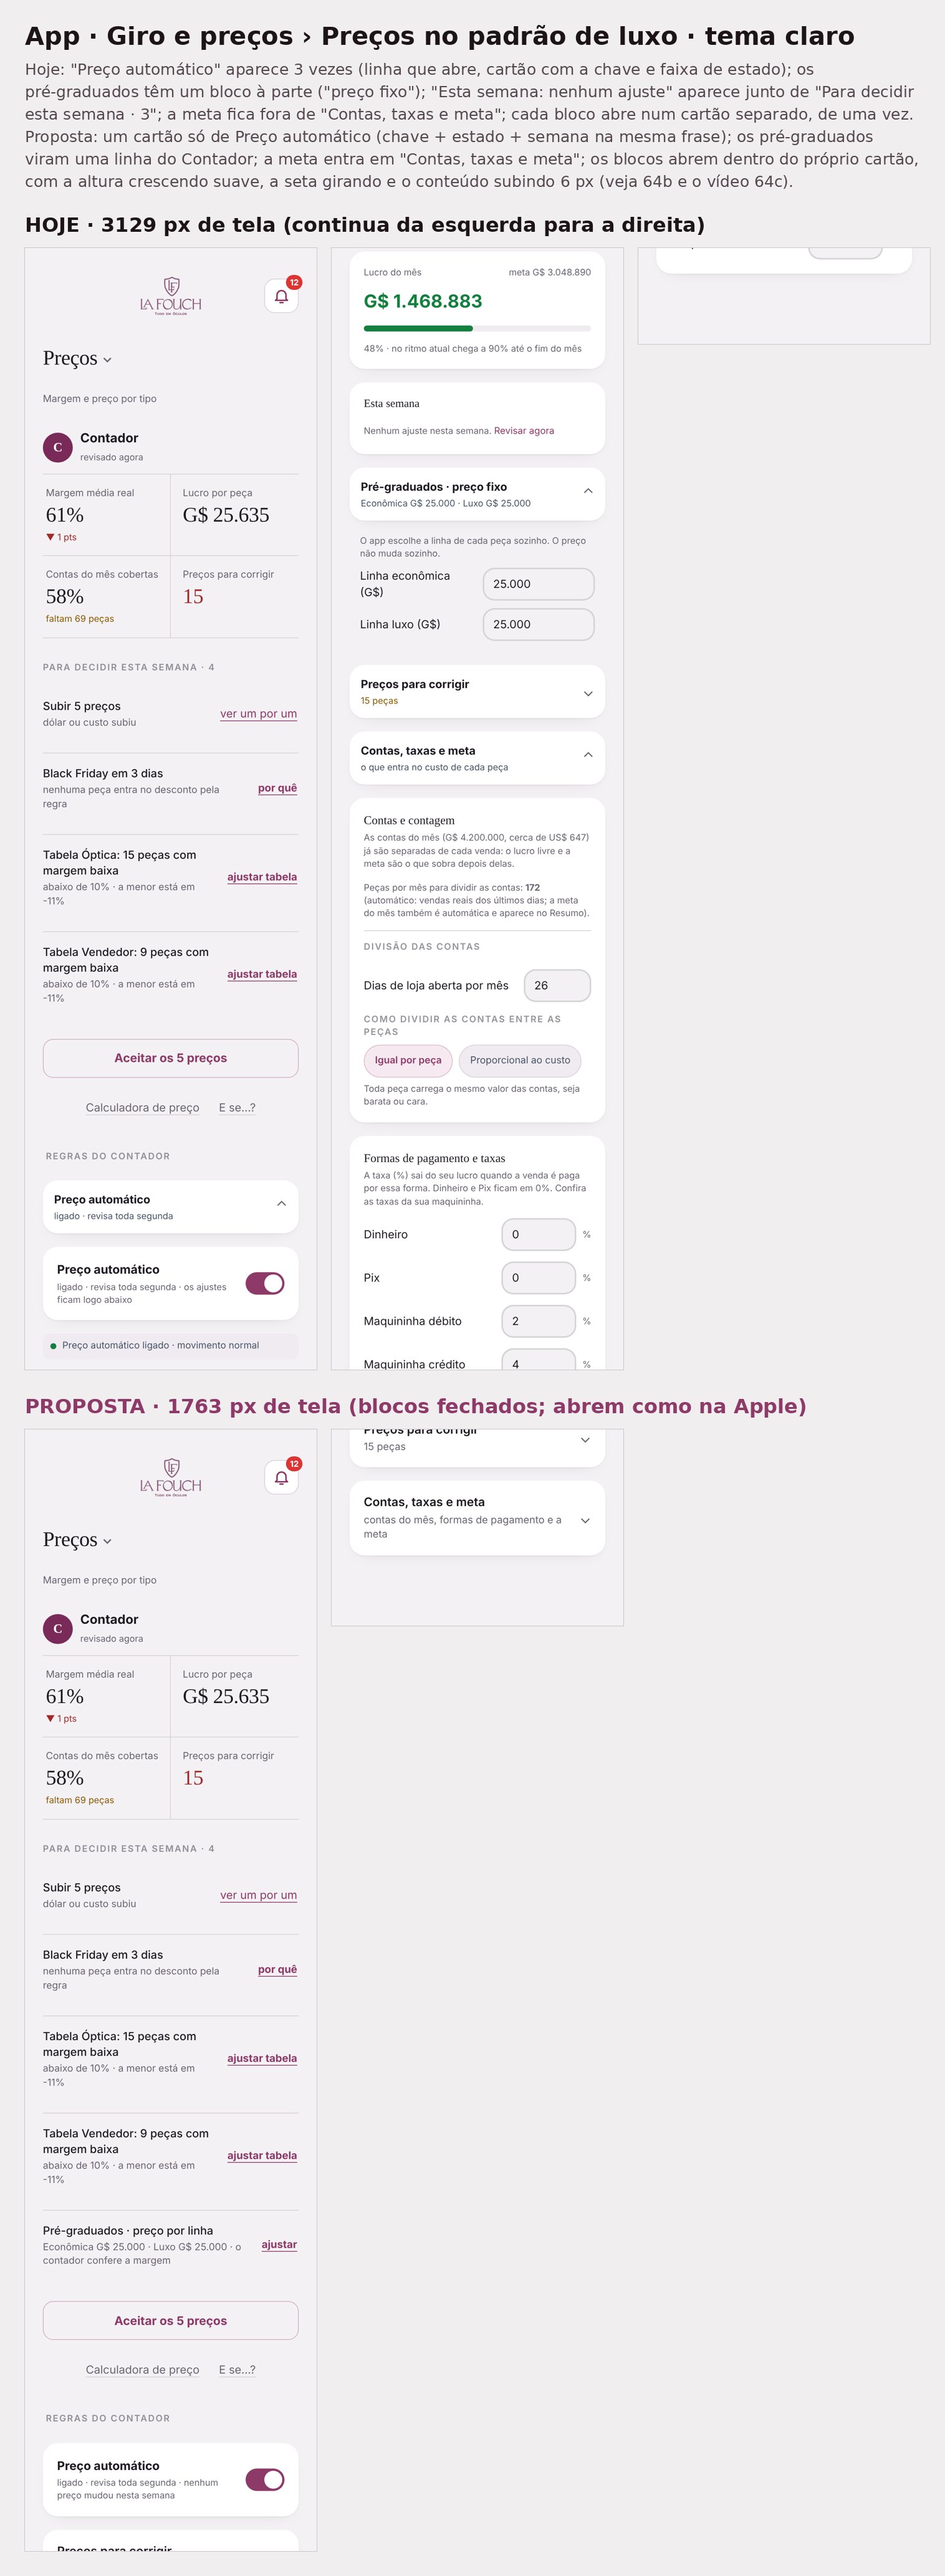 App · Giro e preços › Preços no padrão de luxo · tema claro
Hoje: "Preço automático" aparece 3 vezes (linha que abre, cartão com a chave e faixa de estado); os
pré-graduados têm um bloco à parte ("preço fixo"); "Esta semana: nenhum ajuste" aparece junto de "Para decidir
esta semana · 3"; a meta fica fora de "Contas, taxas e meta"; cada bloco abre num cartão separado, de uma vez.
Proposta: um cartão só de Preço automático (chave + estado + semana na mesma frase); os pré-graduados
viram uma linha do Contador; a meta entra em "Contas, taxas e meta"; os blocos abrem dentro do próprio cartão,
com a altura crescendo suave, a seta girando e o conteúdo subindo 6 px (veja 64b e o vídeo 64c).
HOJE · 3129 px de tela (continua da esquerda para a direita)
LA FOUCH
12
Preços
Margem e preço por tipo
C
Contador
revisado agora
Margem média real
61%
▼ 1 pts
Lucro por peça
G$ 25.635
Contas do mês cobertas
58%
faltam 69 peças
Preços para corrigir
15
PARA DECIDIR ESTA SEMANA · 4
Subir 5 preços
dólar ou custo subiu
ver um por um
Black Friday em 3 dias
nenhuma peça entra no desconto pela
regra
por quê
Tabela Óptica: 15 peças com
margem baixa
abaixo de 10% · a menor está em
-11%
ajustar tabela
Tabela Vendedor: 9 peças com
margem baixa
abaixo de 10% · a menor está em
-11%
ajustar tabela
Aceitar os 5 preços
Calculadora de preço
E se...?
REGRAS DO CONTADOR
Preço automático
ligado · revisa toda segunda
Preço automático
ligado · revisa toda segunda · os ajustes
ficam logo abaixo
Preço automático ligado · movimento normal
Lucro do mês
meta G$ 3.048.890
G$ 1.468.883
48% · no ritmo atual chega a 90% até o fim do mês
Esta semana
Nenhum ajuste nesta semana. Revisar agora
Pré-graduados · preço fixo
Econômica G$ 25.000 · Luxo G$ 25.000
O app escolhe a linha de cada peça sozinho. O preço
não muda sozinho.
Linha econômica
(G$)
25.000
Linha luxo (G$)
25.000
Preços para corrigir
15 peças
Contas, taxas e meta
o que entra no custo de cada peça
Contas e contagem
As contas do mês (G$ 4.200.000, cerca de US$ 647)
já são separadas de cada venda: o lucro livre e a
meta são o que sobra depois delas.
Peças por mês para dividir as contas: 172
(automático: vendas reais dos últimos dias; a meta
do mês também é automática e aparece no Resumo).
DIVISÃO DAS CONTAS
Dias de loja aberta por mês
26
COMO DIVIDIR AS CONTAS ENTRE AS
PEÇAS
Igual por peça
Proporcional ao custo
Toda peça carrega o mesmo valor das contas, seja
barata ou cara.
Formas de pagamento e taxas
A taxa (%) sai do seu lucro quando a venda é paga
por essa forma. Dinheiro e Pix ficam em 0%. Confira
as taxas da sua maquininha.
Dinheiro
0
%
Pix
0
%
Maquininha débito
2
%
Maquininha crédito
4
%
PROPOSTA · 1763 px de tela (blocos fechados; abrem como na Apple)
LA FOUCH
12
Preços
Margem e preço por tipo
C
Contador
revisado agora
Margem média real
61%
▼ 1 pts
Lucro por peça
G$ 25.635
Contas do mês cobertas
58%
faltam 69 peças
Preços para corrigir
15
PARA DECIDIR ESTA SEMANA · 4
Subir 5 preços
dólar ou custo subiu
ver um por um
Black Friday em 3 dias
nenhuma peça entra no desconto pela
regra
por quê
Tabela Óptica: 15 peças com
margem baixa
abaixo de 10% · a menor está em
-11%
ajustar tabela
Tabela Vendedor: 9 peças com
margem baixa
abaixo de 10% · a menor está em
-11%
ajustar tabela
Pré-graduados · preço por linha
Econômica G$ 25.000 · Luxo G$ 25.000 · o
contador confere a margem
ajustar
Aceitar os 5 preços
Calculadora de preço
E se...?
REGRAS DO CONTADOR
Preço automático
ligado · revisa toda segunda · nenhum
preço mudou nesta semana
Preços para corrigir
Preços para corrigir
15 peças
Contas, taxas e meta
contas do mês, formas de pagamento e a
meta